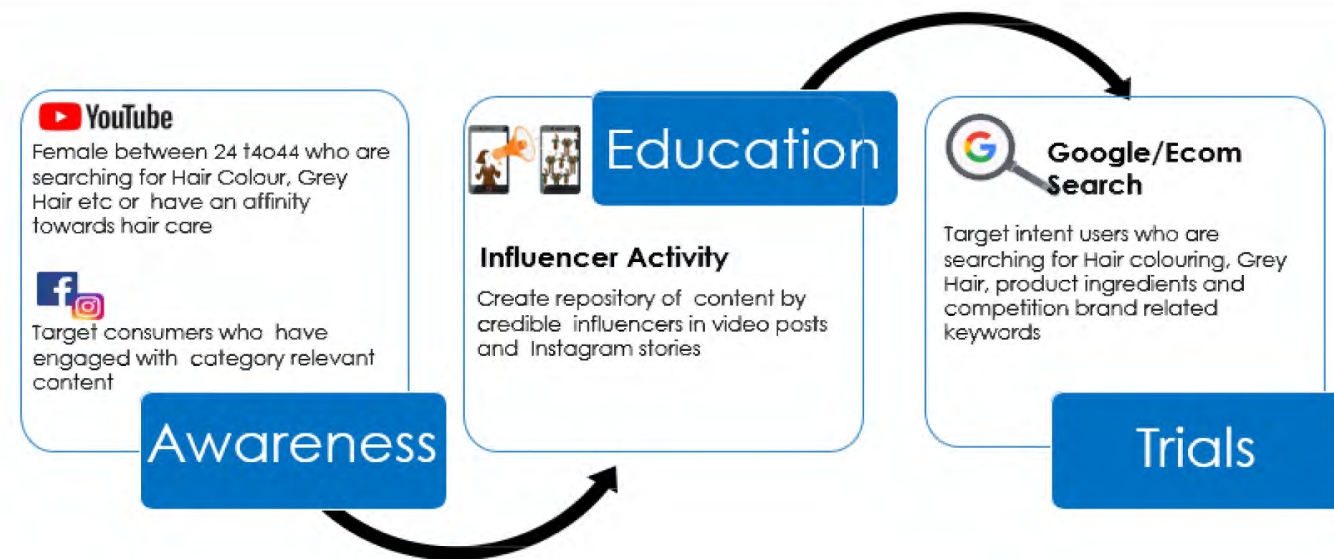 YouTube
Female between 24 t4o44 who are
searching for Hair Colour, Grey
Hair etc or have an affinity
towards hair care
Target consumers who have
engaged with category relevant
content
Awareness
Education
Influencer Activity
Create repository of content by
credible influencers in video posts
and Instagram stories
Google/Ecom
Search
Target intent users who are
searching for Hair colouring, Grey
Hair, product ingredients and
competition brand related
keywords
Trials